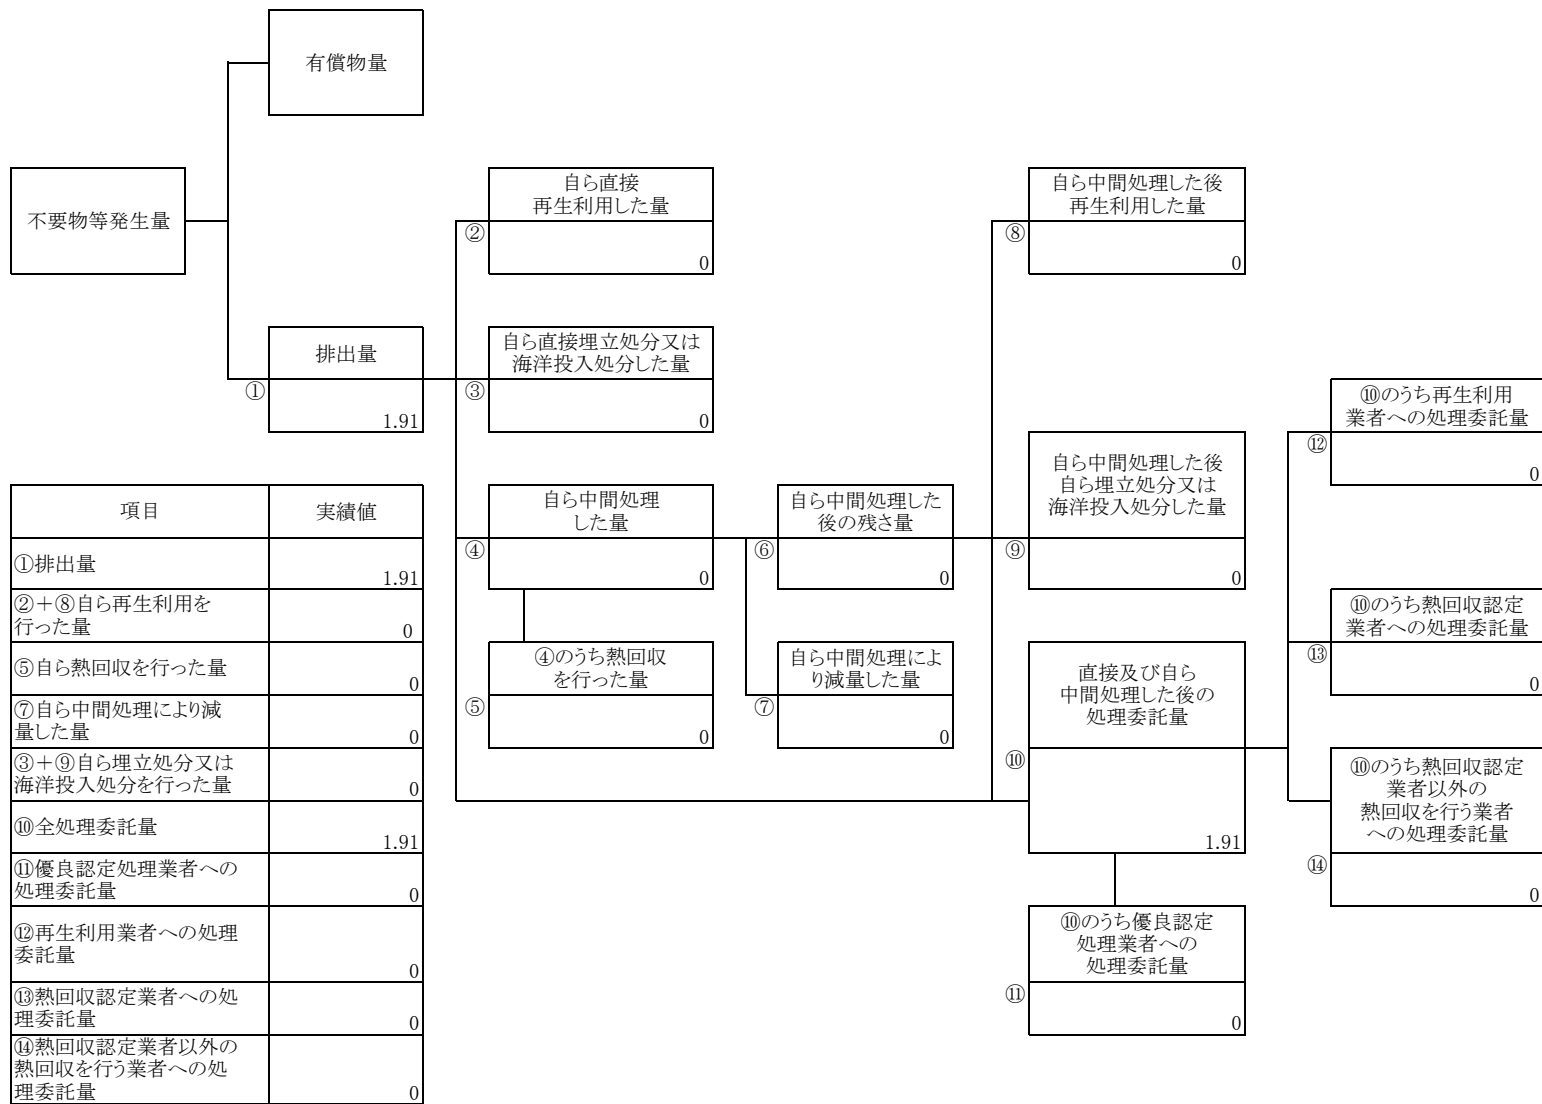 有償物量
不要物等発生量
自ら直接
再生利用した量
②
0
自ら中間処理した後
再生利用した量
⑧
0
排出量
①
1.91
自ら直接埋立処分又は
海洋投入処分した量
③
0
⑩のうち再生利用
業者への処理委託量
⑫
0
自ら中間処理
した量
④
0
自ら中間処理した
後の残さ量
⑥
0
自ら中間処理した後
自ら埋立処分又は
海洋投入処分した量
⑨
0
⑩のうち熱回収認定
業者への処理委託量
⑬
0
④のうち熱回収
を行った量
⑤
0
自ら中間処理によ
り減量した量
⑦
0
直接及び自ら
中間処理した後の
処理委託量
⑩
1.91
⑩のうち熱回収認定
業者以外の
熱回収を行う業者
への処理委託量
⑭
0
⑩のうち優良認定
処理業者への
処理委託量
⑪
0
項目 実績値
①排出量 1.91
②+⑧自ら再生利用を
行った量 0
⑤自ら熱回収を行った量 0
⑦自ら中間処理により減
量した量 0
③+⑨自ら埋立処分又は
海洋投入処分を行った量 0
⑩全処理委託量 1.91
⑪優良認定処理業者への
処理委託量 0
⑫再生利用業者への処理
委託量 0
⑬熱回収認定業者への処
理委託量 0
⑭熱回収認定業者以外の
熱回収を行う業者への処
理委託量 0